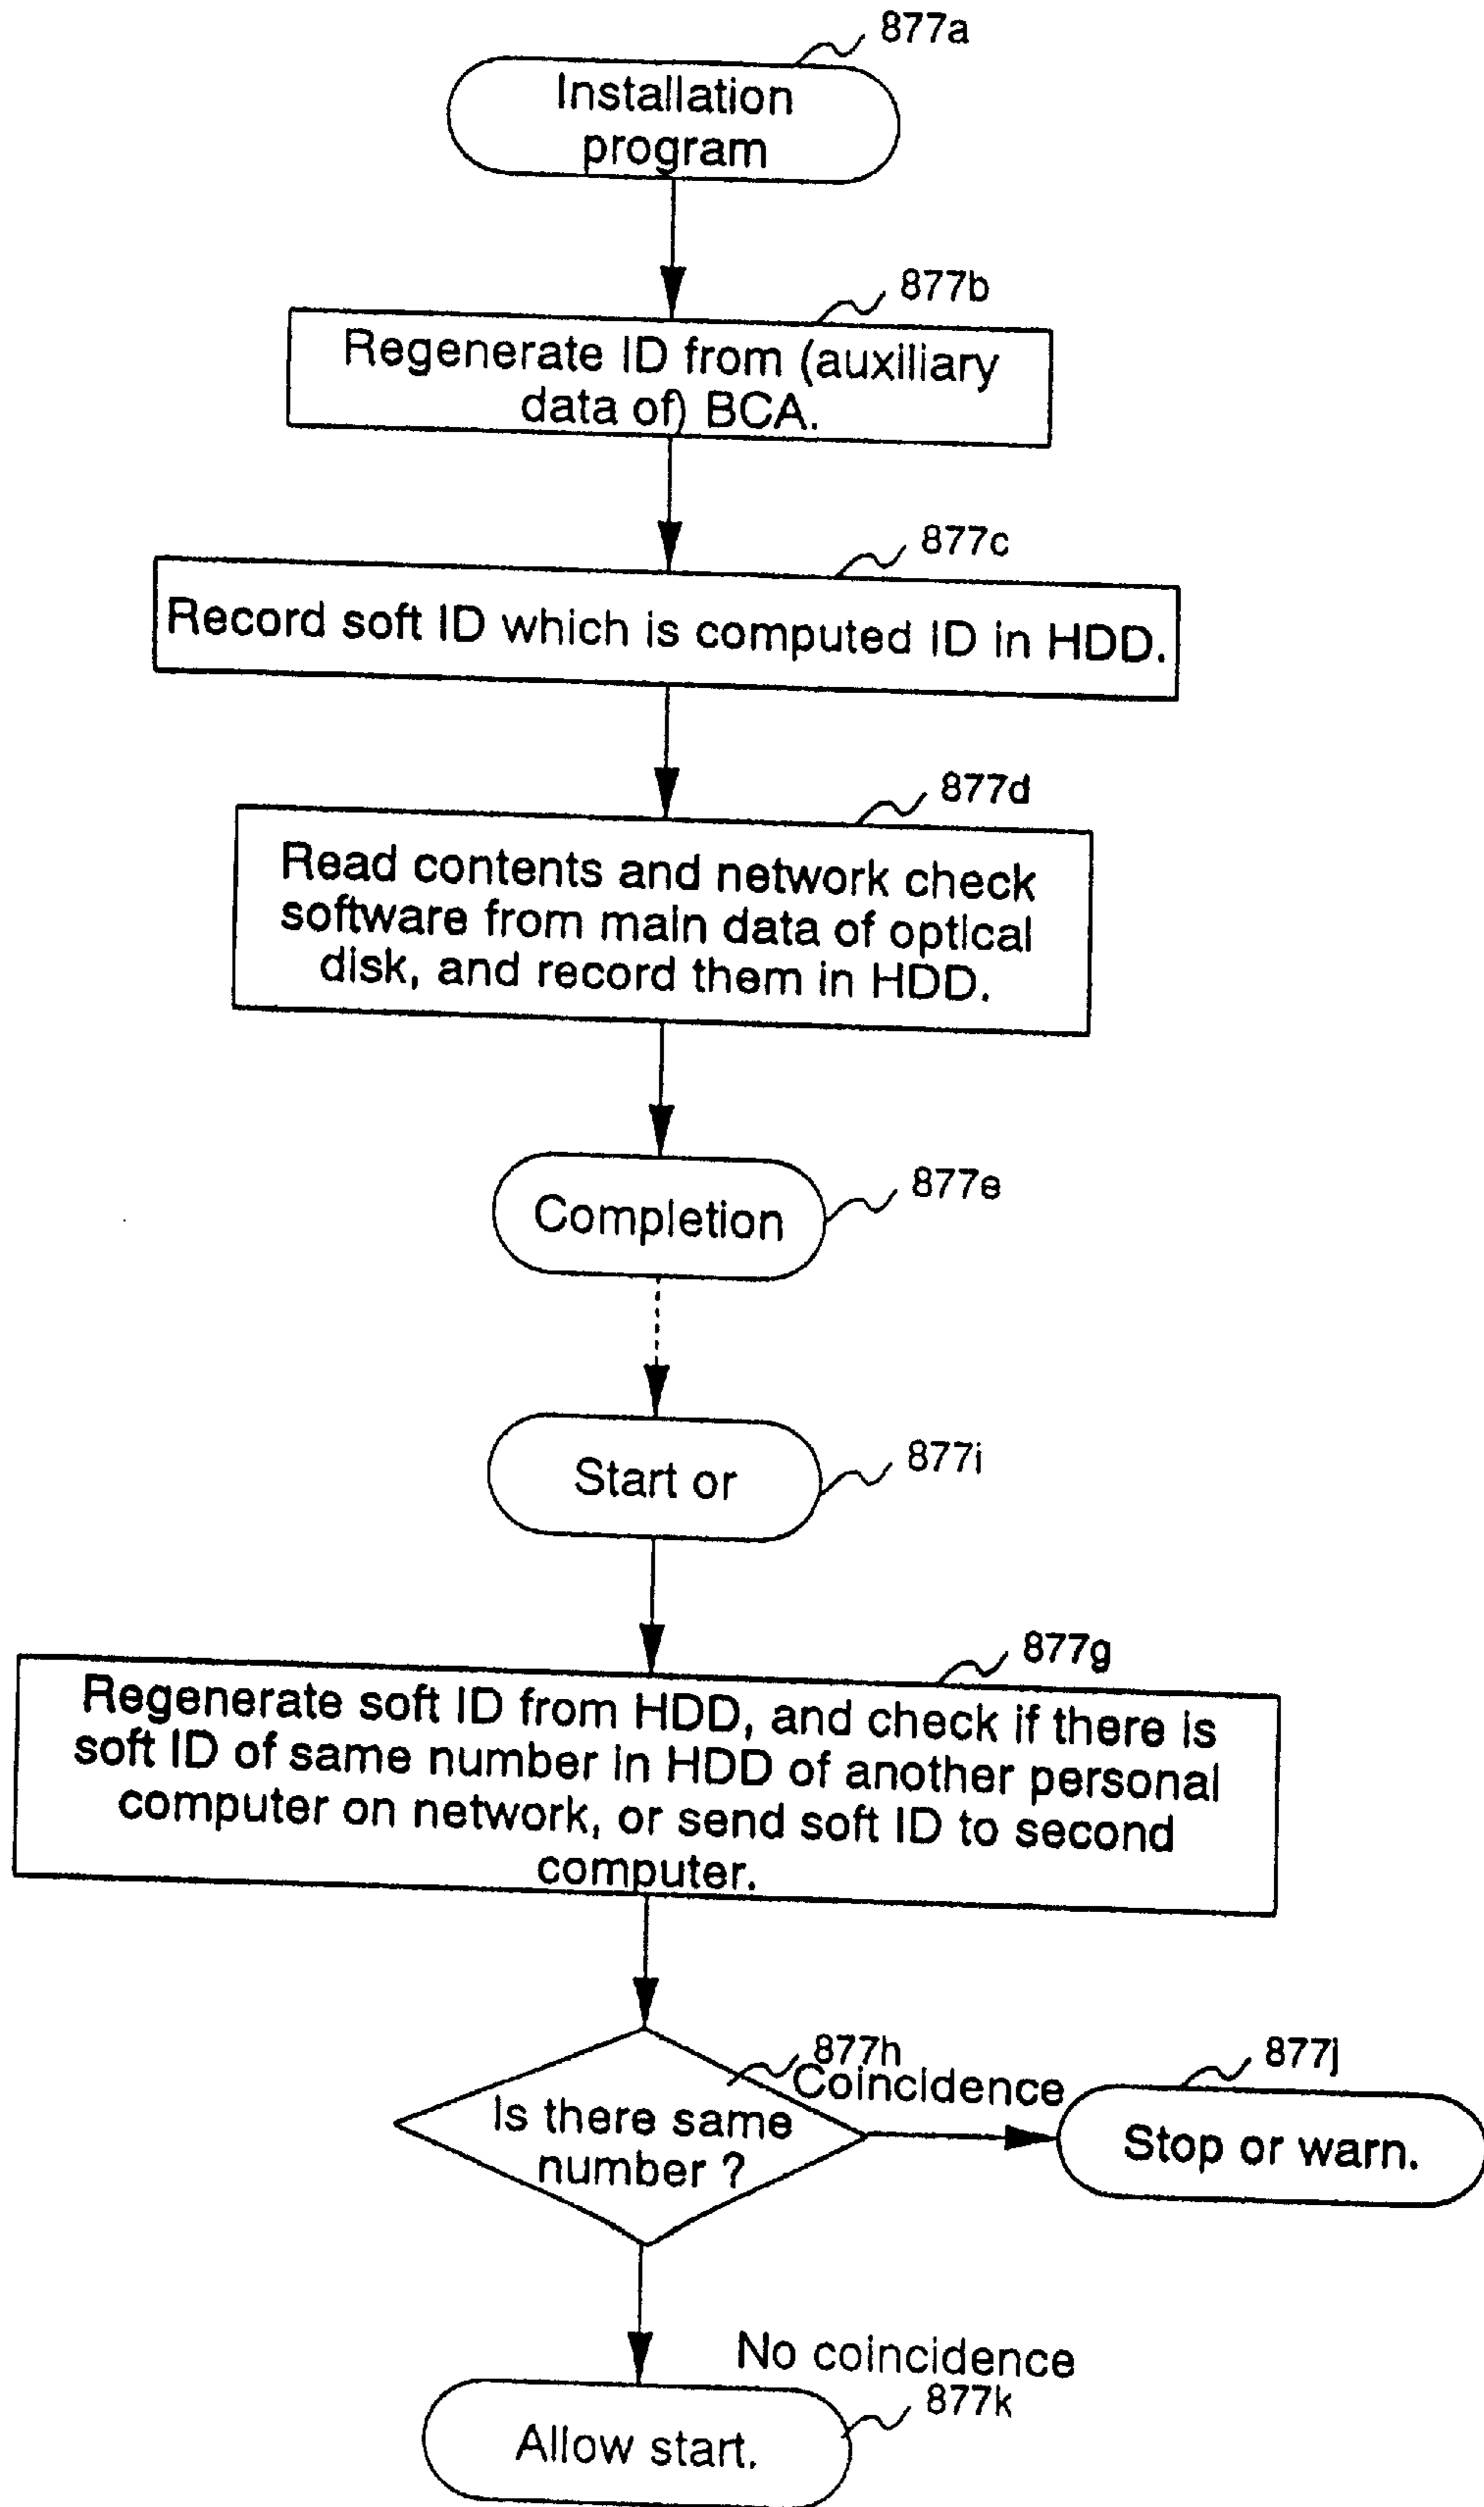 877a
Installation
program
877b
Regenerate ID from (auxiliary
data of) BCA.
877c
Record soft ID which is computed ID in HDD.
877d
Read contents and network check
software from main data of optical
disk, and record them in HDD.
Completion
877e
Start or
877i
877g
Regenerate soft ID from HDD, and check if there is
soft ID of same number in HDD of another personal
computer on network, or send soft ID to second
computer.
877h
Coincidence
877j
Is there same
number ?
Stop or warn.
No coincidence
877k
Allow start.